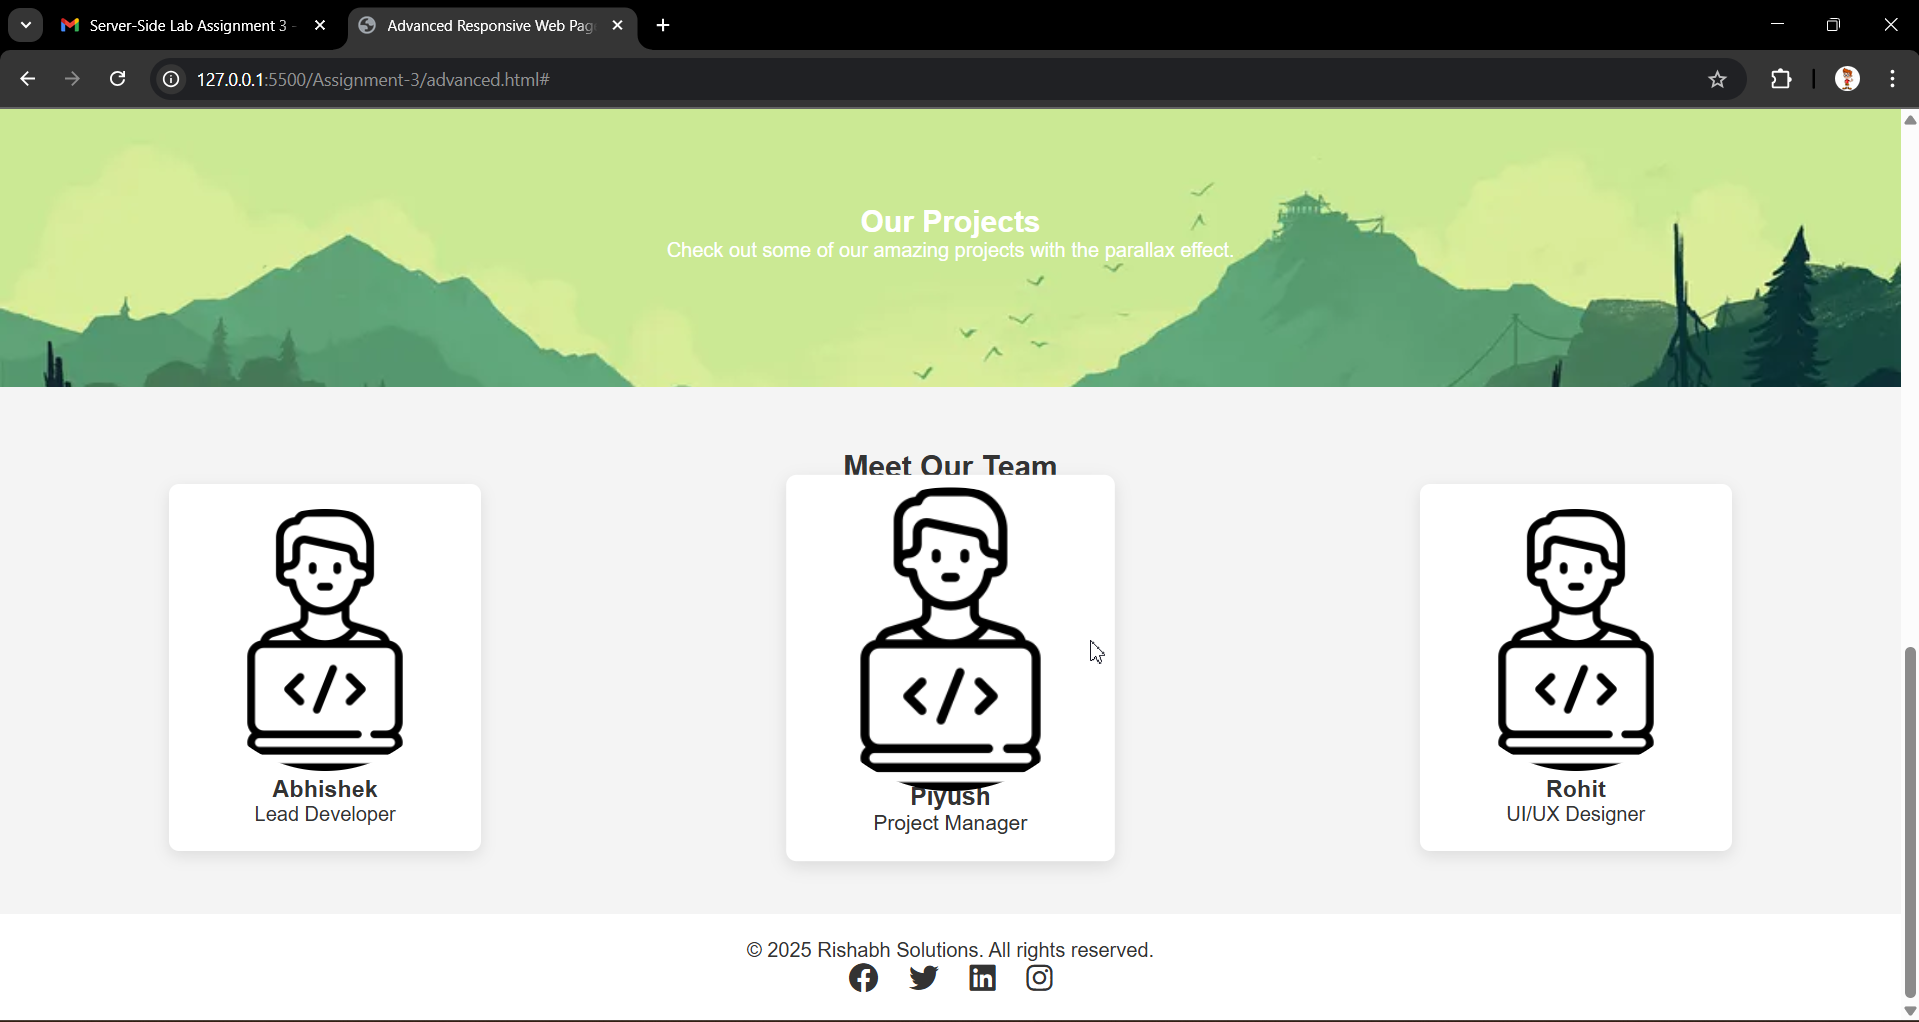 Server-Side Lab Assignment 3 -
Advanced Responsive Web Pag
127.0.0.1:5500/Assignment-3/advanced.html#
Our Projects
Check out some of our amazing projects with the parallax effect.
Meet Our Team
</>
</>
</>
Abhishek
Lead Developer
Piyush
Project Manager
Rohit
UI/UX Designer
© 2025 Rishabh Solutions. All rights reserved.